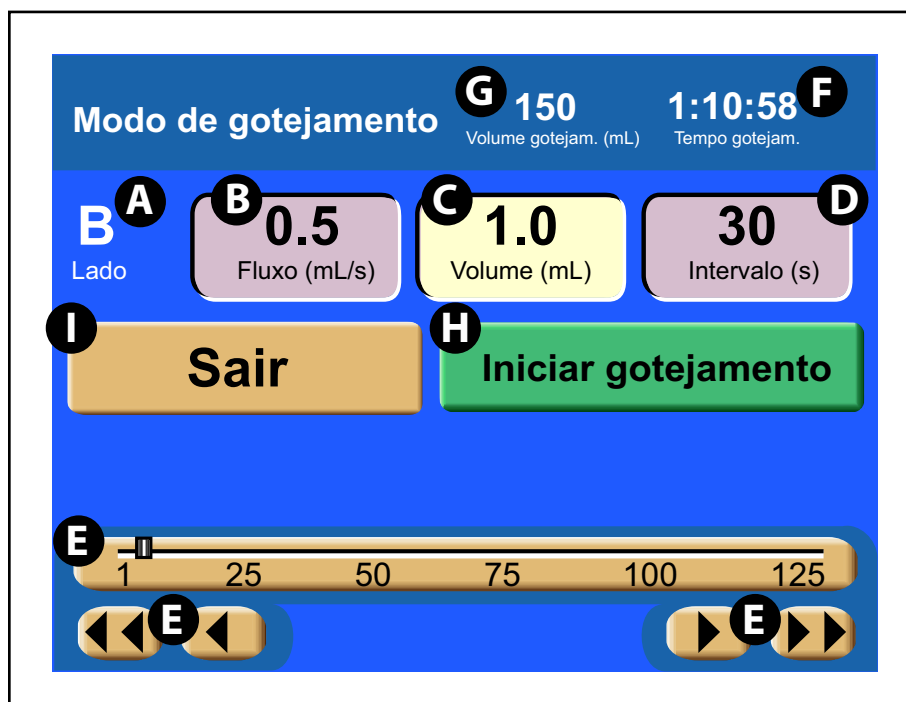 G 150 1:10:58 F
Modo de gotejamento
Volume gotejam. (mL) Tempo gotejam.
A B C D
B 0.5 1.0 30
Lado Fluxo (mL/s) Volume (mL) Intervalo (s)
I H
Sair Iniciar gotejamento
E
1 25 50 75 100 125
E E